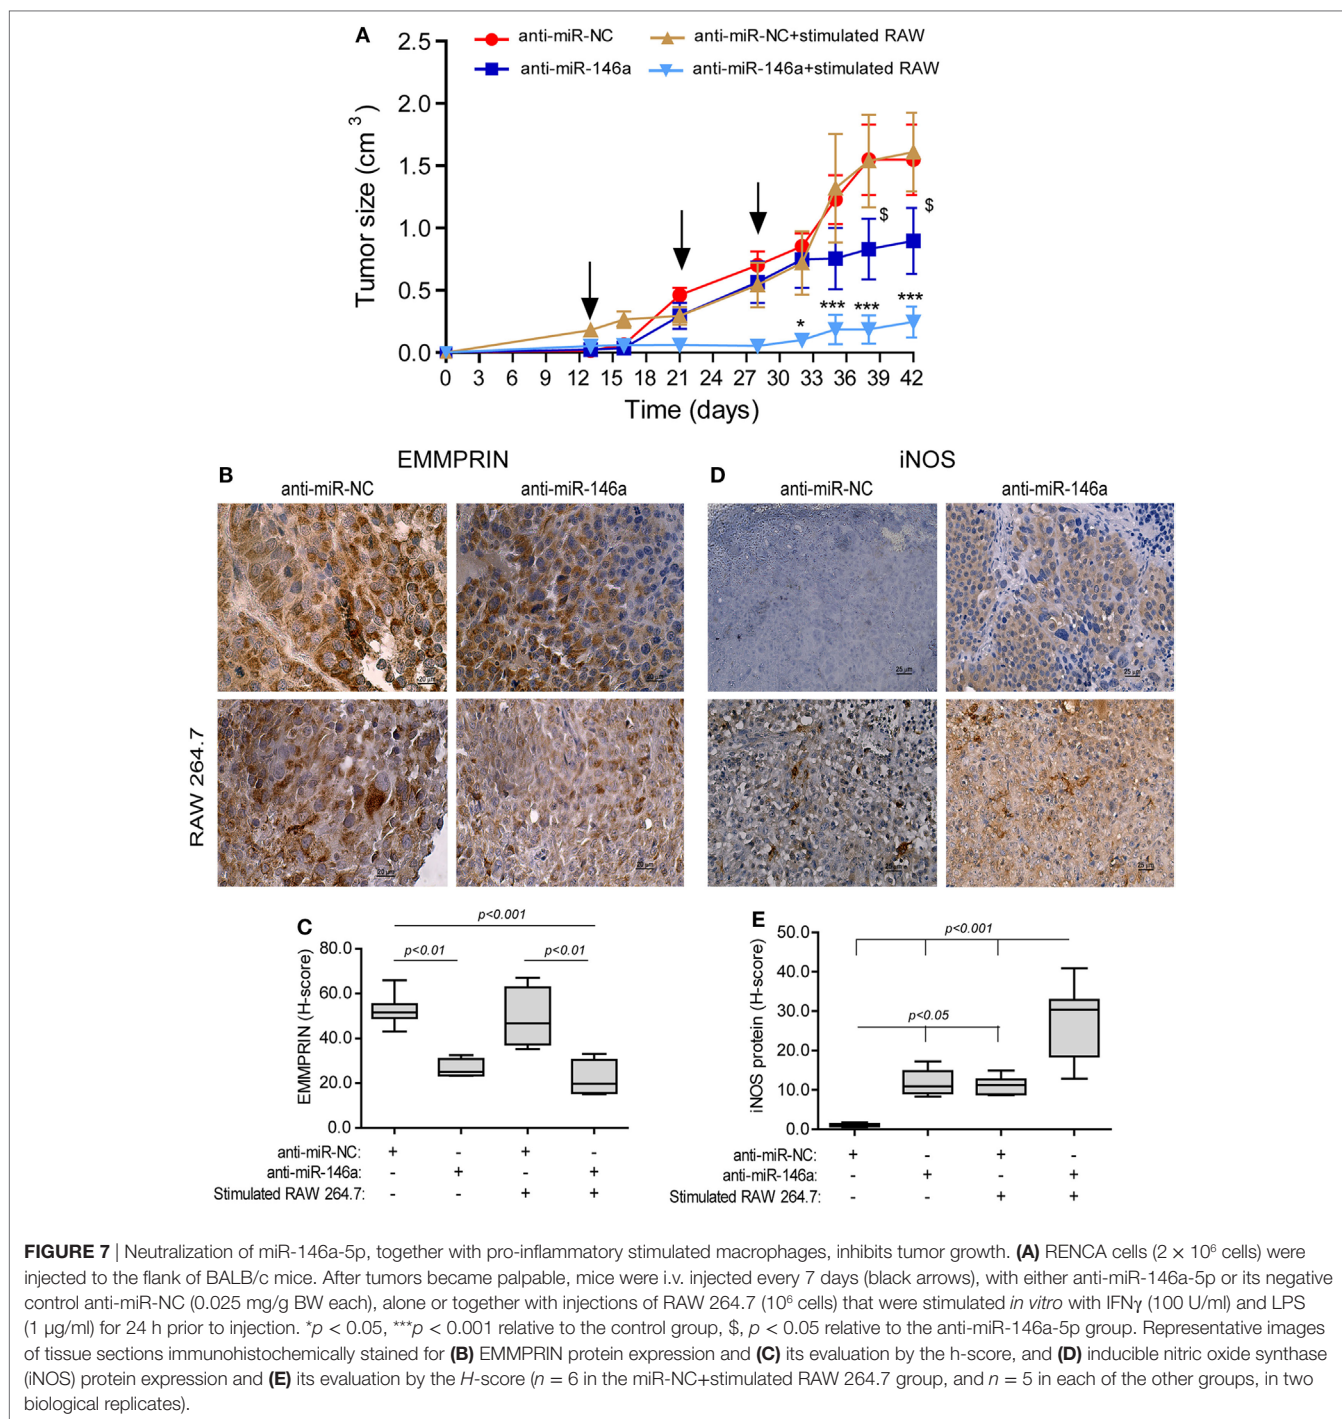 A
2.5
2.0
1.5
1.0
0.5
0.0
Tumor size (cm 3)
anti-miR-NC
anti-miR-NC+stimulated RAW
anti-miR-146a
anti-miR-146a+stimulated RAW
$
$
*
***
***
***
0 3 6 9 12 15 18 21 24 27 30 33 36 39 42
Time (days)
B
EMMPRIN
anti-miR-NC
anti-miR-146a
D
iNOS
anti-miR-NC
anti-miR-146a
20 µm
25 µm
25 µm
RAW 264.7
20 µm
20 µm
25 µm
25 µm
C
p<0.001
p<0.01
p<0.01
80.0
60.0
40.0
20.0
0.0
EMMPRIN (H-score)
anti-miR-NC: + - + -
anti-miR-146a: - + - +
Stimulated RAW 264.7: - - + +
E
p<0.001
p<0.05
50.0
40.0
30.0
20.0
10.0
0.0
iNOS protein (H-score)
anti-miR-NC: + - + -
anti-miR-146a: - + - +
Stimulated RAW 264.7: - - + +
FIGURE 7 | Neutralization of miR-146a-5p, together with pro-inflammatory stimulated macrophages, inhibits tumor growth. (A) RENCA cells (2 × 10⁶ cells) were
injected to the flank of BALB/c mice. After tumors became palpable, mice were i.v. injected every 7 days (black arrows), with either anti-miR-146a-5p or its negative
control anti-miR-NC (0.025 mg/g BW each), alone or together with injections of RAW 264.7 (10⁶ cells) that were stimulated in vitro with IFNγ (100 U/ml) and LPS
(1 µg/ml) for 24 h prior to injection. *p < 0.05, ***p < 0.001 relative to the control group, $, p < 0.05 relative to the anti-miR-146a-5p group. Representative images
of tissue sections immunohistochemically stained for (B) EMMPRIN protein expression and (C) its evaluation by the h-score, and (D) inducible nitric oxide synthase
(iNOS) protein expression and (E) its evaluation by the H-score (n = 6 in the miR-NC+stimulated RAW 264.7 group, and n = 5 in each of the other groups, in two
biological replicates).